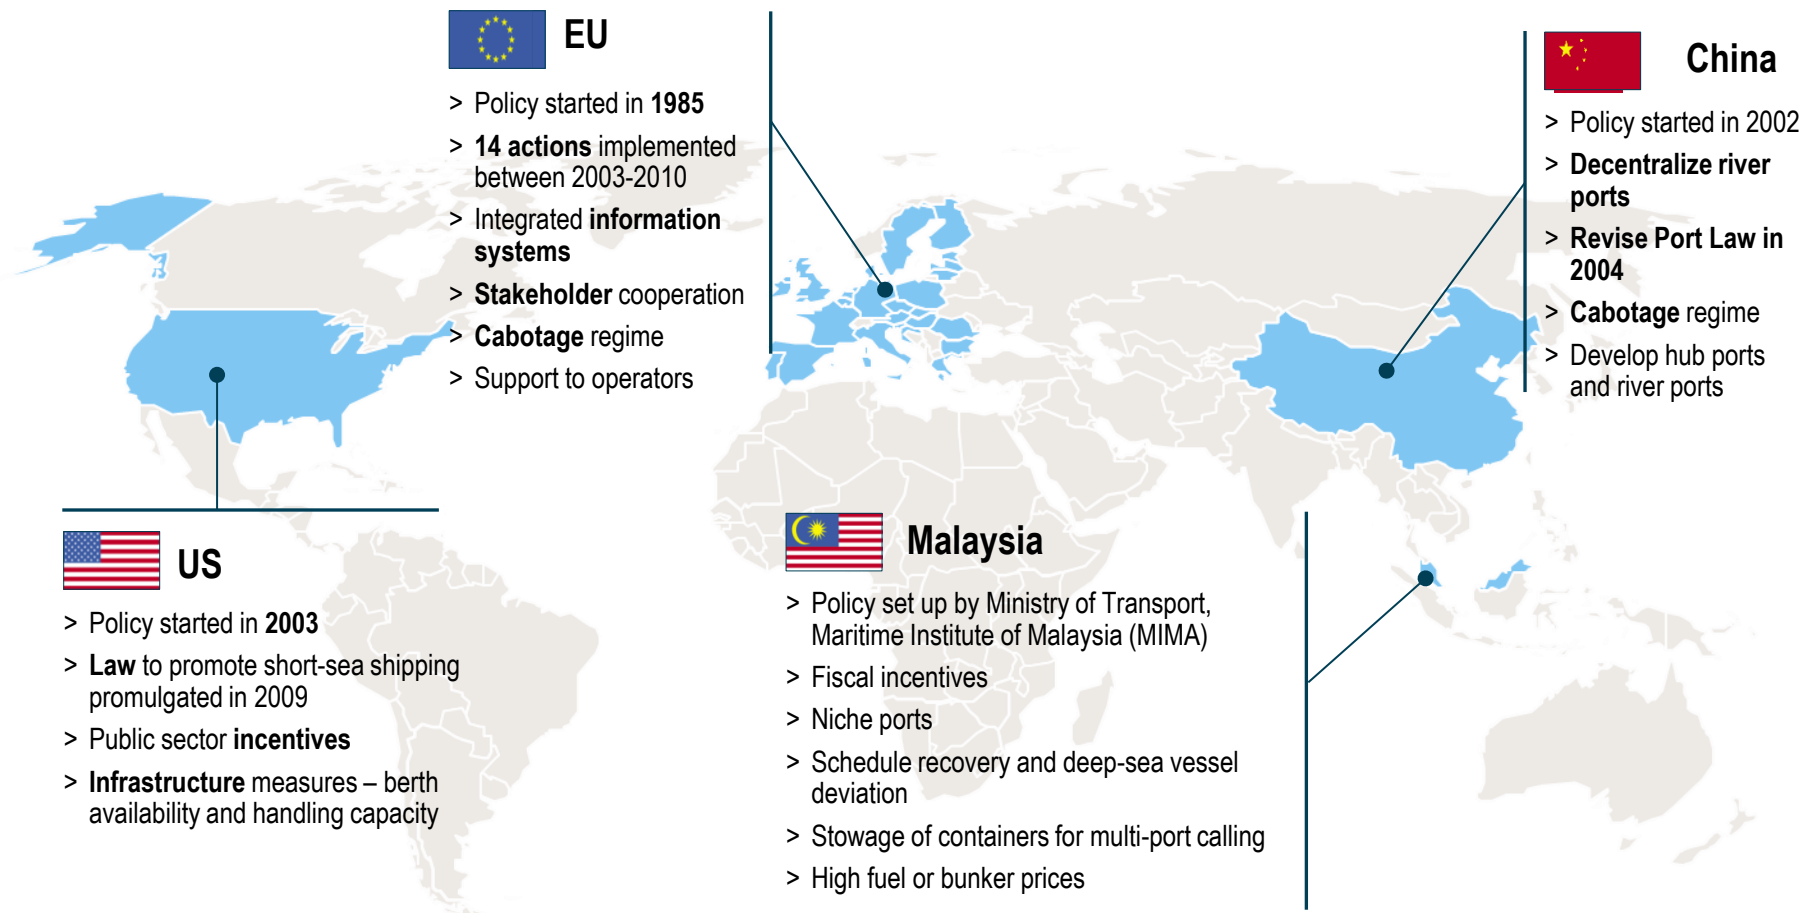 EU
> Policy started in 1985
> 14 actions implemented
between 2003-2010
> Integrated information
systems
> Stakeholder cooperation
> Cabotage regime
> Support to operators
China
> Policy started in 2002
> Decentralize river
ports
> Revise Port Law in
2004
> Cabotage regime
> Develop hub ports
and river ports
US
> Policy started in 2003
> Law to promote short-sea shipping
promulgated in 2009
> Public sector incentives
> Infrastructure measures – berth
availability and handling capacity
Malaysia
> Policy set up by Ministry of Transport,
Maritime Institute of Malaysia (MIMA)
> Fiscal incentives
> Niche ports
> Schedule recovery and deep-sea vessel
deviation
> Stowage of containers for multi-port calling
> High fuel or bunker prices